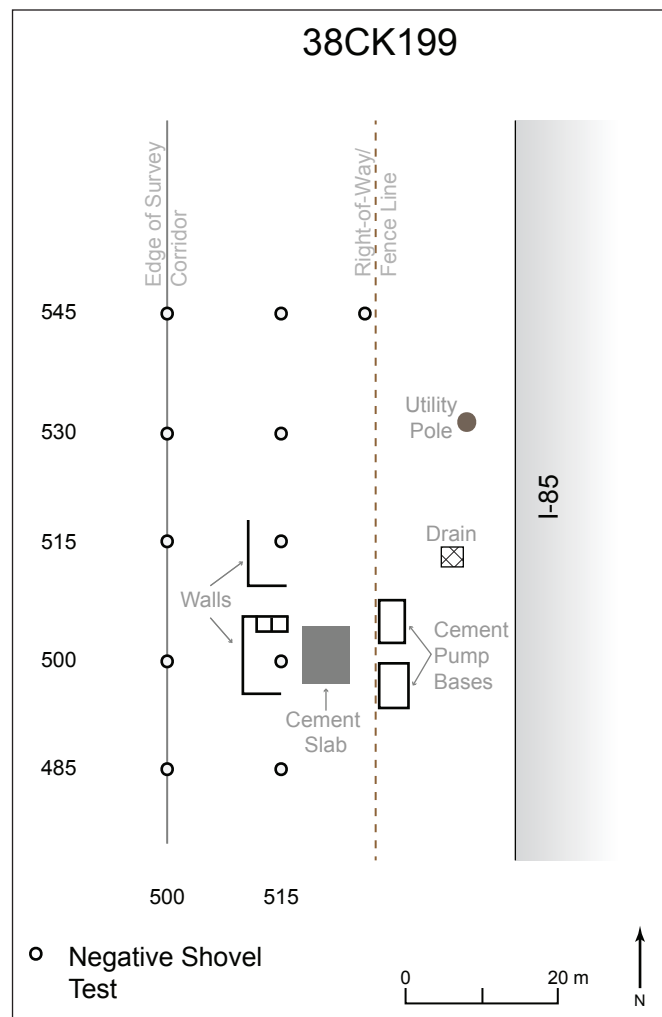 38CK199
Edge of Survey
Corridor
Right-of-Way/
Fence Line
545
Utility
Pole
530
I-85
515
Drain
Walls
Cement
Pump
Bases
500
Cement
Slab
485
500
515
Negative Shovel
Test
0
20 m
N